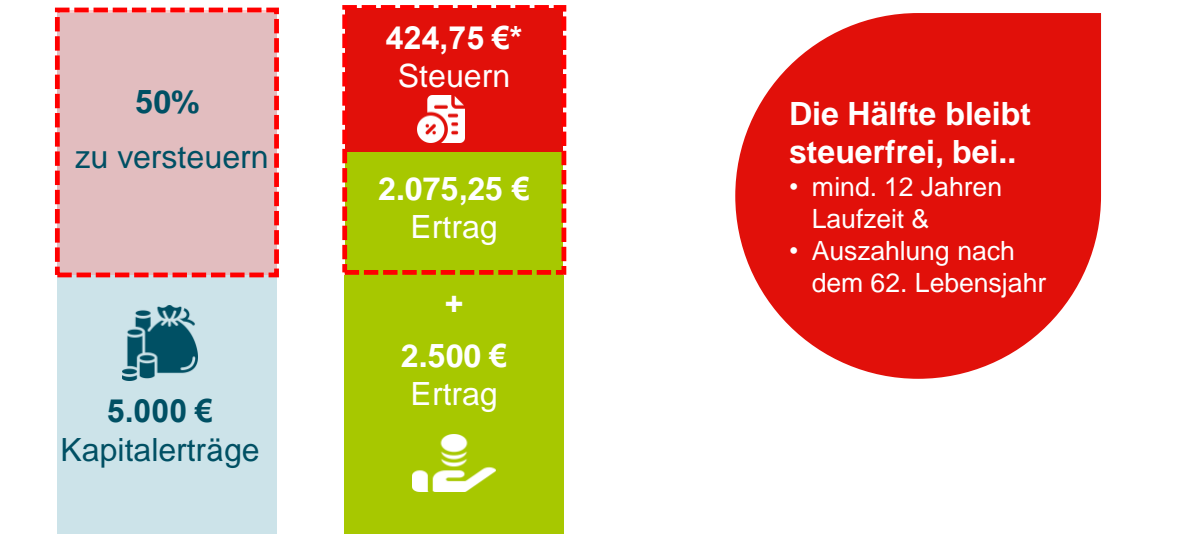 50%
zu versteuern
5.000 €
Kapitalerträge
424,75 €*
Steuern
%
2.075,25 €
Ertrag
+
2.500 €
Ertrag
Die Hälfte bleibt
steuerfrei, bei..
• mind. 12 Jahren
Laufzeit &
• Auszahlung nach
dem 62. Lebensjahr